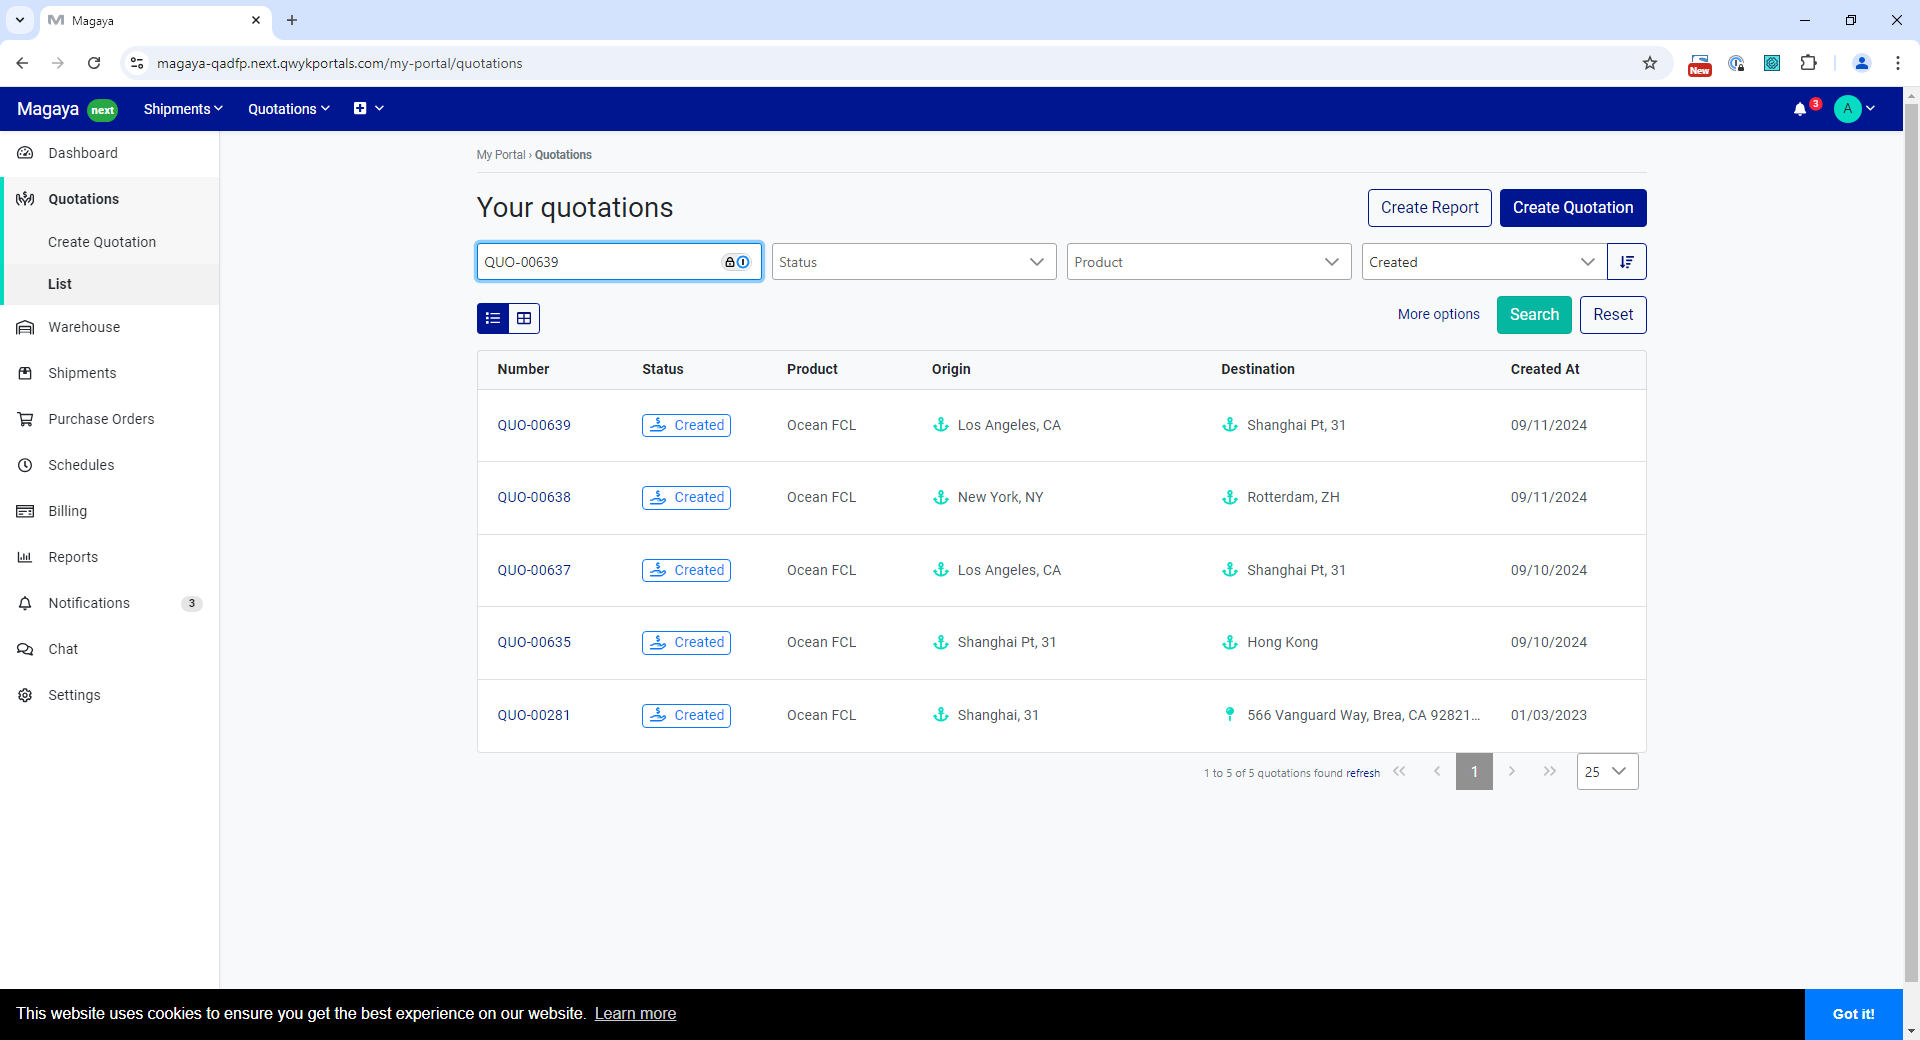 Magaya
magaya-qadfp.next.qwykportals.com/my-portal/quotations
New
Magaya next Shipments Quotations 3 A
Dashboard
Quotations
Create Quotation
List
Warehouse
Shipments
Purchase Orders
Schedules
Billing
Reports
Notifications 3
Chat
Settings
My Portal › Quotations
Your quotations
Create Report Create Quotation
QUO-00639 Status Product Created
More options Search Reset
Number Status Product Origin Destination Created At
QUO-00639 Created Ocean FCL Los Angeles, CA Shanghai Pt, 31 09/11/2024
QUO-00638 Created Ocean FCL New York, NY Rotterdam, ZH 09/11/2024
QUO-00637 Created Ocean FCL Los Angeles, CA Shanghai Pt, 31 09/10/2024
QUO-00635 Created Ocean FCL Shanghai Pt, 31 Hong Kong 09/10/2024
QUO-00281 Created Ocean FCL Shanghai, 31 566 Vanguard Way, Brea, CA 92821... 01/03/2023
1 to 5 of 5 quotations found refresh 1 25
This website uses cookies to ensure you get the best experience on our website. Learn more Got it!